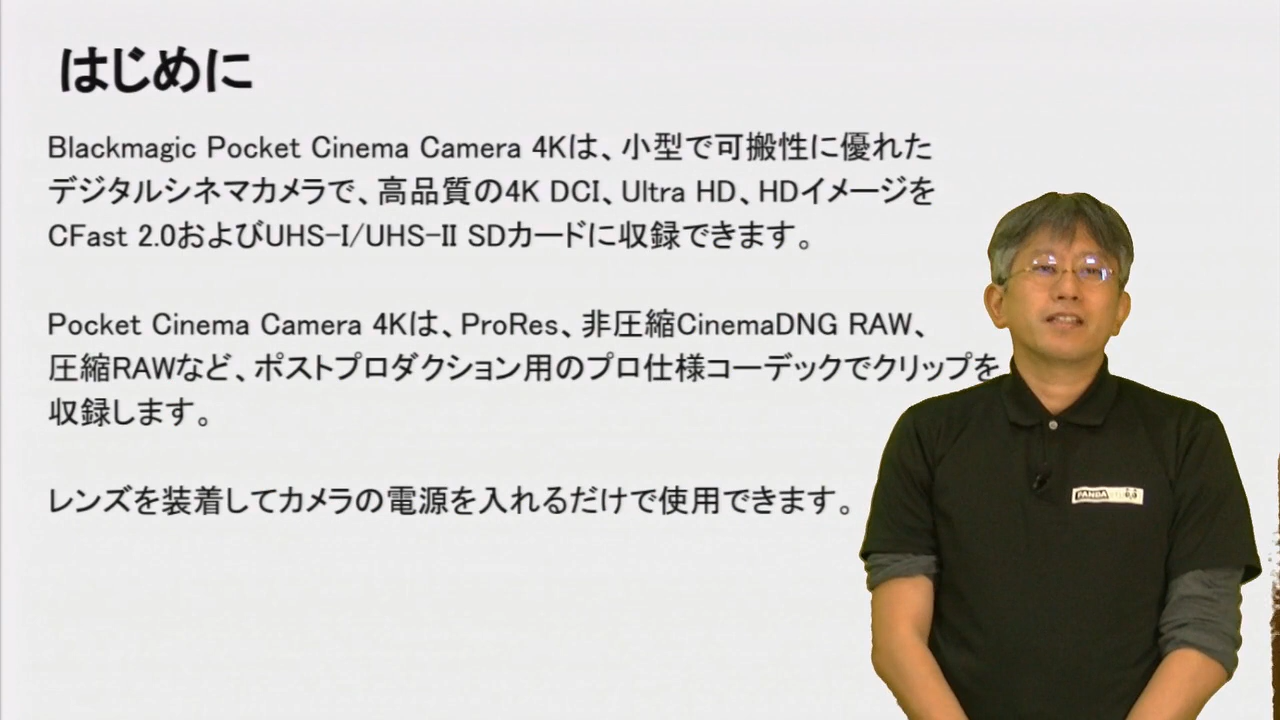 はじめに
Blackmagic Pocket Cinema Camera 4Kは、小型で可搬性に優れた
デジタルシネマカメラで、高品質の4K DCI、Ultra HD、HDイメージを
CFast 2.0およびUHS-I/UHS-II SDカードに収録できます。
Pocket Cinema Camera 4Kは、ProRes、非圧縮CinemaDNG RAW、
圧縮RAWなど、ポストプロダクション用のプロ仕様コーデックでクリップを
収録します。
レンズを装着してカメラの電源を入れるだけで使用できます。
PANDA